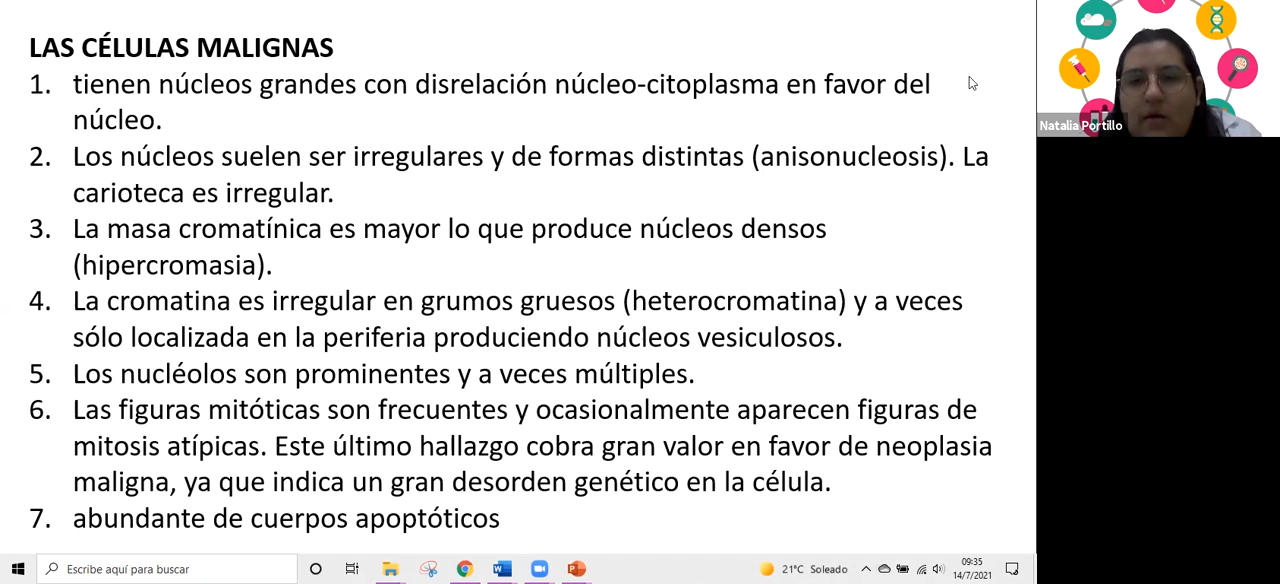 LAS CÉLULAS MALIGNAS
1. tienen núcleos grandes con disrelación núcleo-citoplasma en favor del
núcleo.
2. Los núcleos suelen ser irregulares y de formas distintas (anisonucleosis). La
carioteca es irregular.
3. La masa cromatínica es mayor lo que produce núcleos densos
(hipercromasia).
4. La cromatina es irregular en grumos gruesos (heterocromatina) y a veces
sólo localizada en la periferia produciendo núcleos vesiculosos.
5. Los nucléolos son prominentes y a veces múltiples.
6. Las figuras mitóticas son frecuentes y ocasionalmente aparecen figuras de
mitosis atípicas. Este último hallazgo cobra gran valor en favor de neoplasia
maligna, ya que indica un gran desorden genético en la célula.
7. abundante de cuerpos apoptóticos
Natalia Portillo
Escribe aquí para buscar
21°C Soleado
09:35
14/7/2021